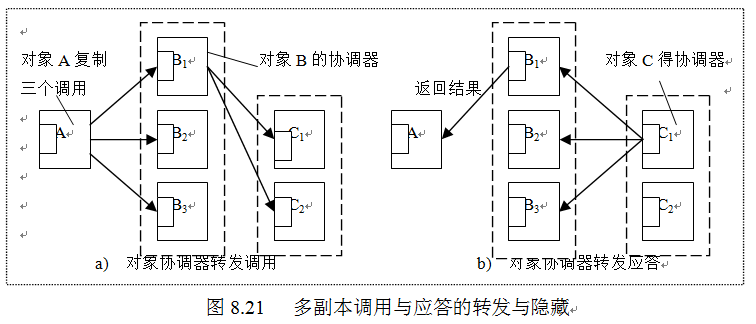 对象A复制
三个调用
A
B1
B2
B3
对象B的协调器
C1
C2
a) 对象协调器转发调用
返回结果
A
B1
B2
B3
对象C得协调器
C1
C2
b) 对象协调器转发应答
图 8.21 多副本调用与应答的转发与隐藏